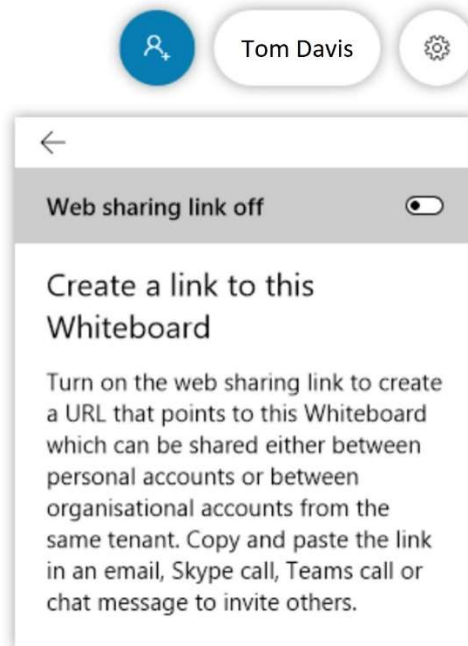 Tom Davis
Web sharing link off
Create a link to this
Whiteboard
Turn on the web sharing link to create
a URL that points to this Whiteboard
which can be shared either between
personal accounts or between
organisational accounts from the
same tenant. Copy and paste the link
in an email, Skype call, Teams call or
chat message to invite others.